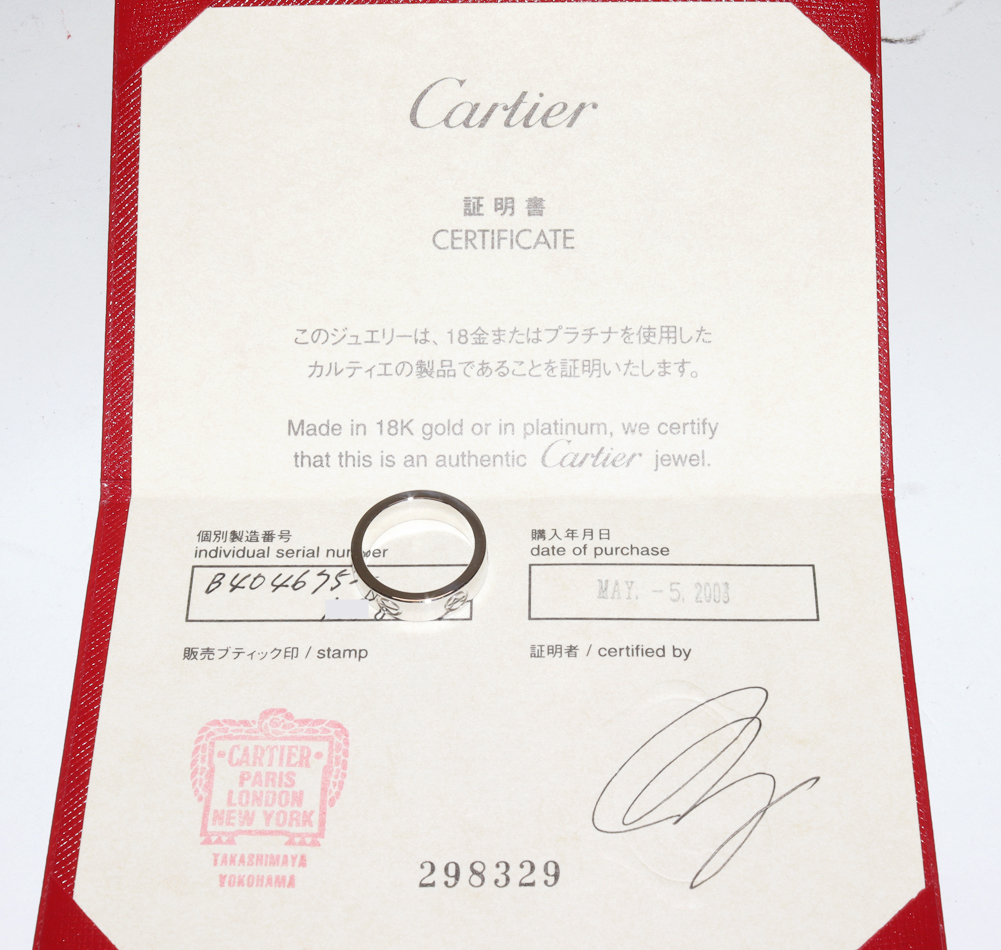 Cartier
証明書
CERTIFICATE
このジュエリーは、18金またはプラチナを使用した
カルティエの製品であることを証明いたします。
Made in 18K gold or in platinum, we certify
that this is an authentic Cartier jewel.
個別製造番号
individual serial number
B404675-
購入年月日
date of purchase
MAY. -5. 2003
販売ブティック印 / stamp
証明者 / certified by
CARTIER
PARIS
LONDON
NEW YORK
TAKASHIMAYA
YOKOHAMA
298329